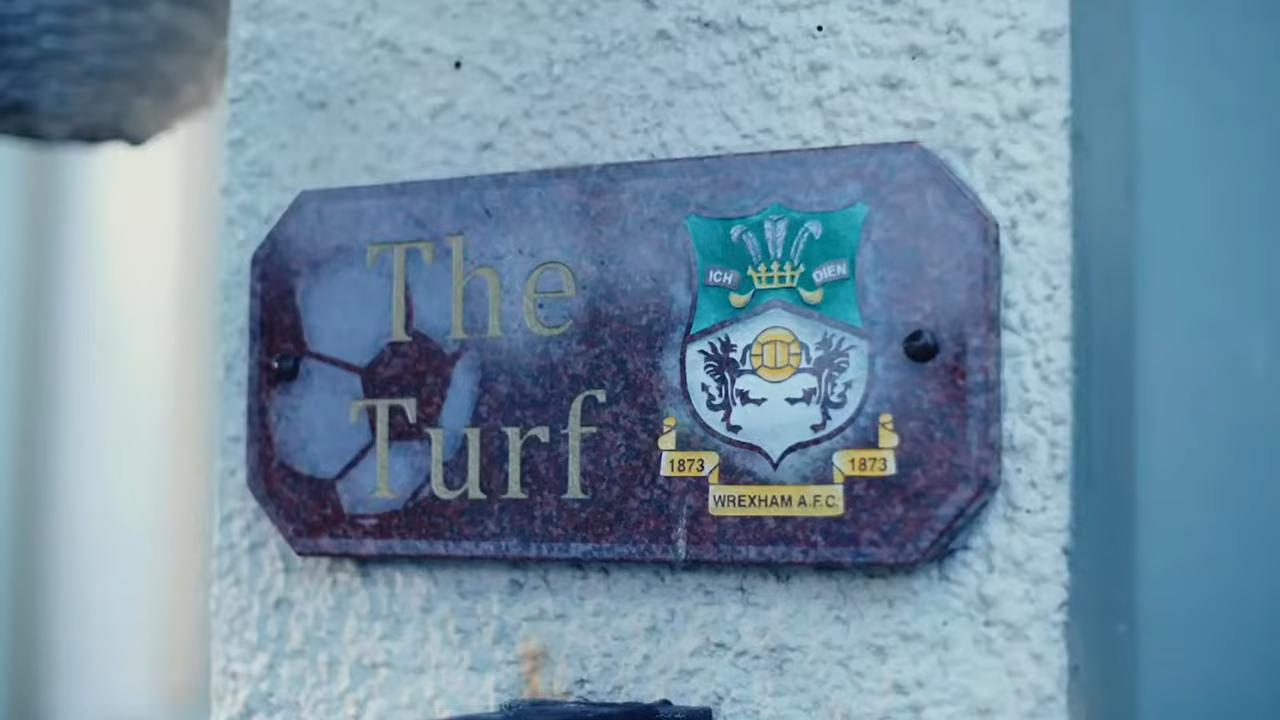 The
Turf
ICH DIEN
1873 1873
WREXHAM A.F.C.